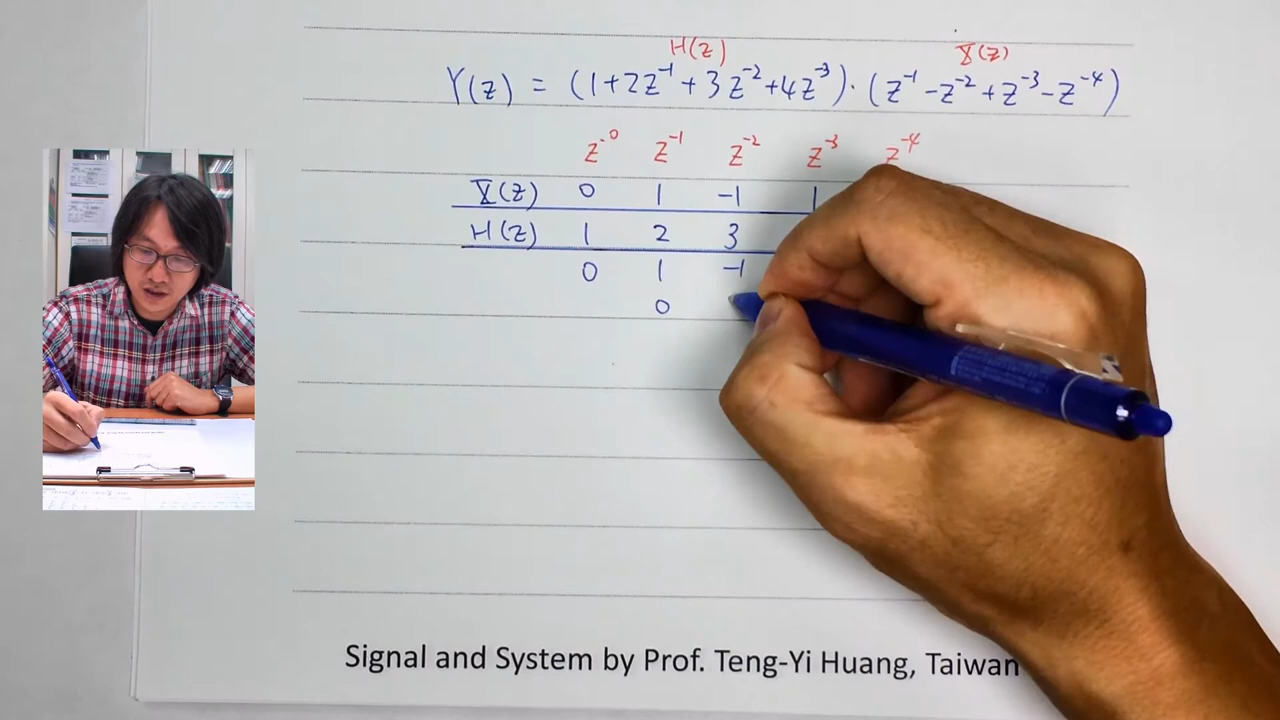 H(z) X(z)
Y(z) = (1+2z⁻¹+3z⁻²+4z⁻³)·(z⁻¹-z⁻²+z⁻³-z⁻⁴)
z⁻⁰ z⁻¹ z⁻² z⁻³ z⁻⁴
X(z) 0 1 -1 1
H(z) 1 2 3
0 1 -1
0
Signal and System by Prof. Teng-Yi Huang, Taiwan